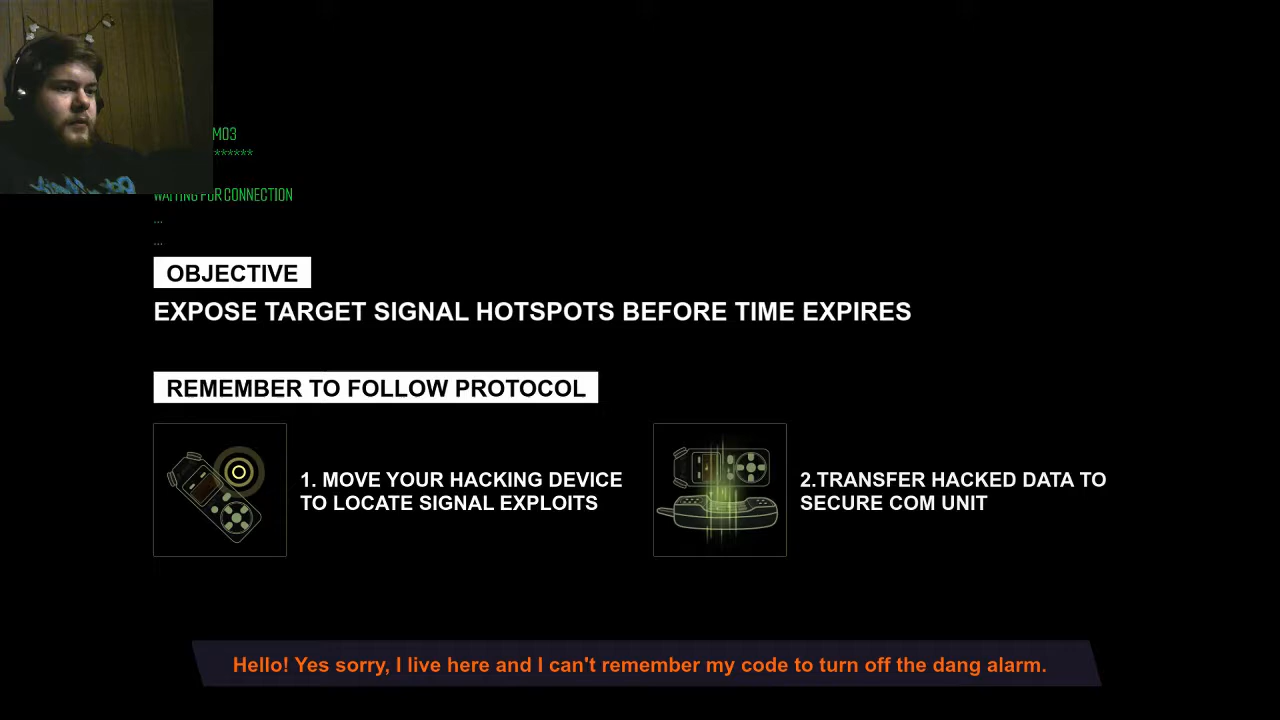 M03
******
WAITING FOR CONNECTION
...
...
OBJECTIVE
EXPOSE TARGET SIGNAL HOTSPOTS BEFORE TIME EXPIRES
REMEMBER TO FOLLOW PROTOCOL
1. MOVE YOUR HACKING DEVICE
TO LOCATE SIGNAL EXPLOITS
2.TRANSFER HACKED DATA TO
SECURE COM UNIT
Hello! Yes sorry, I live here and I can't remember my code to turn off the dang alarm.